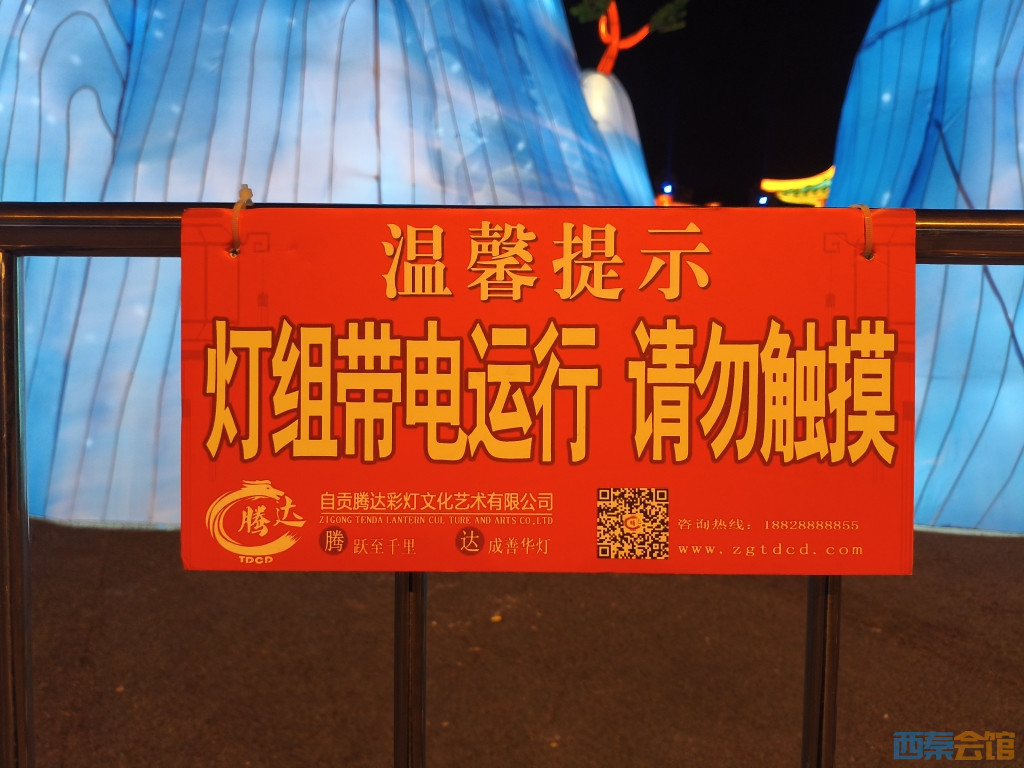 温馨提示
灯组带电运行 请勿触摸
腾达
TDCD
自贡腾达彩灯文化艺术有限公司
ZIGONG TENDA LANTERN CUL TURE AND ARTS CO,LTD
腾 跃至千里 达 成善华灯
咨询热线: 18828888855
www.zgtdcd.com
西秦会馆